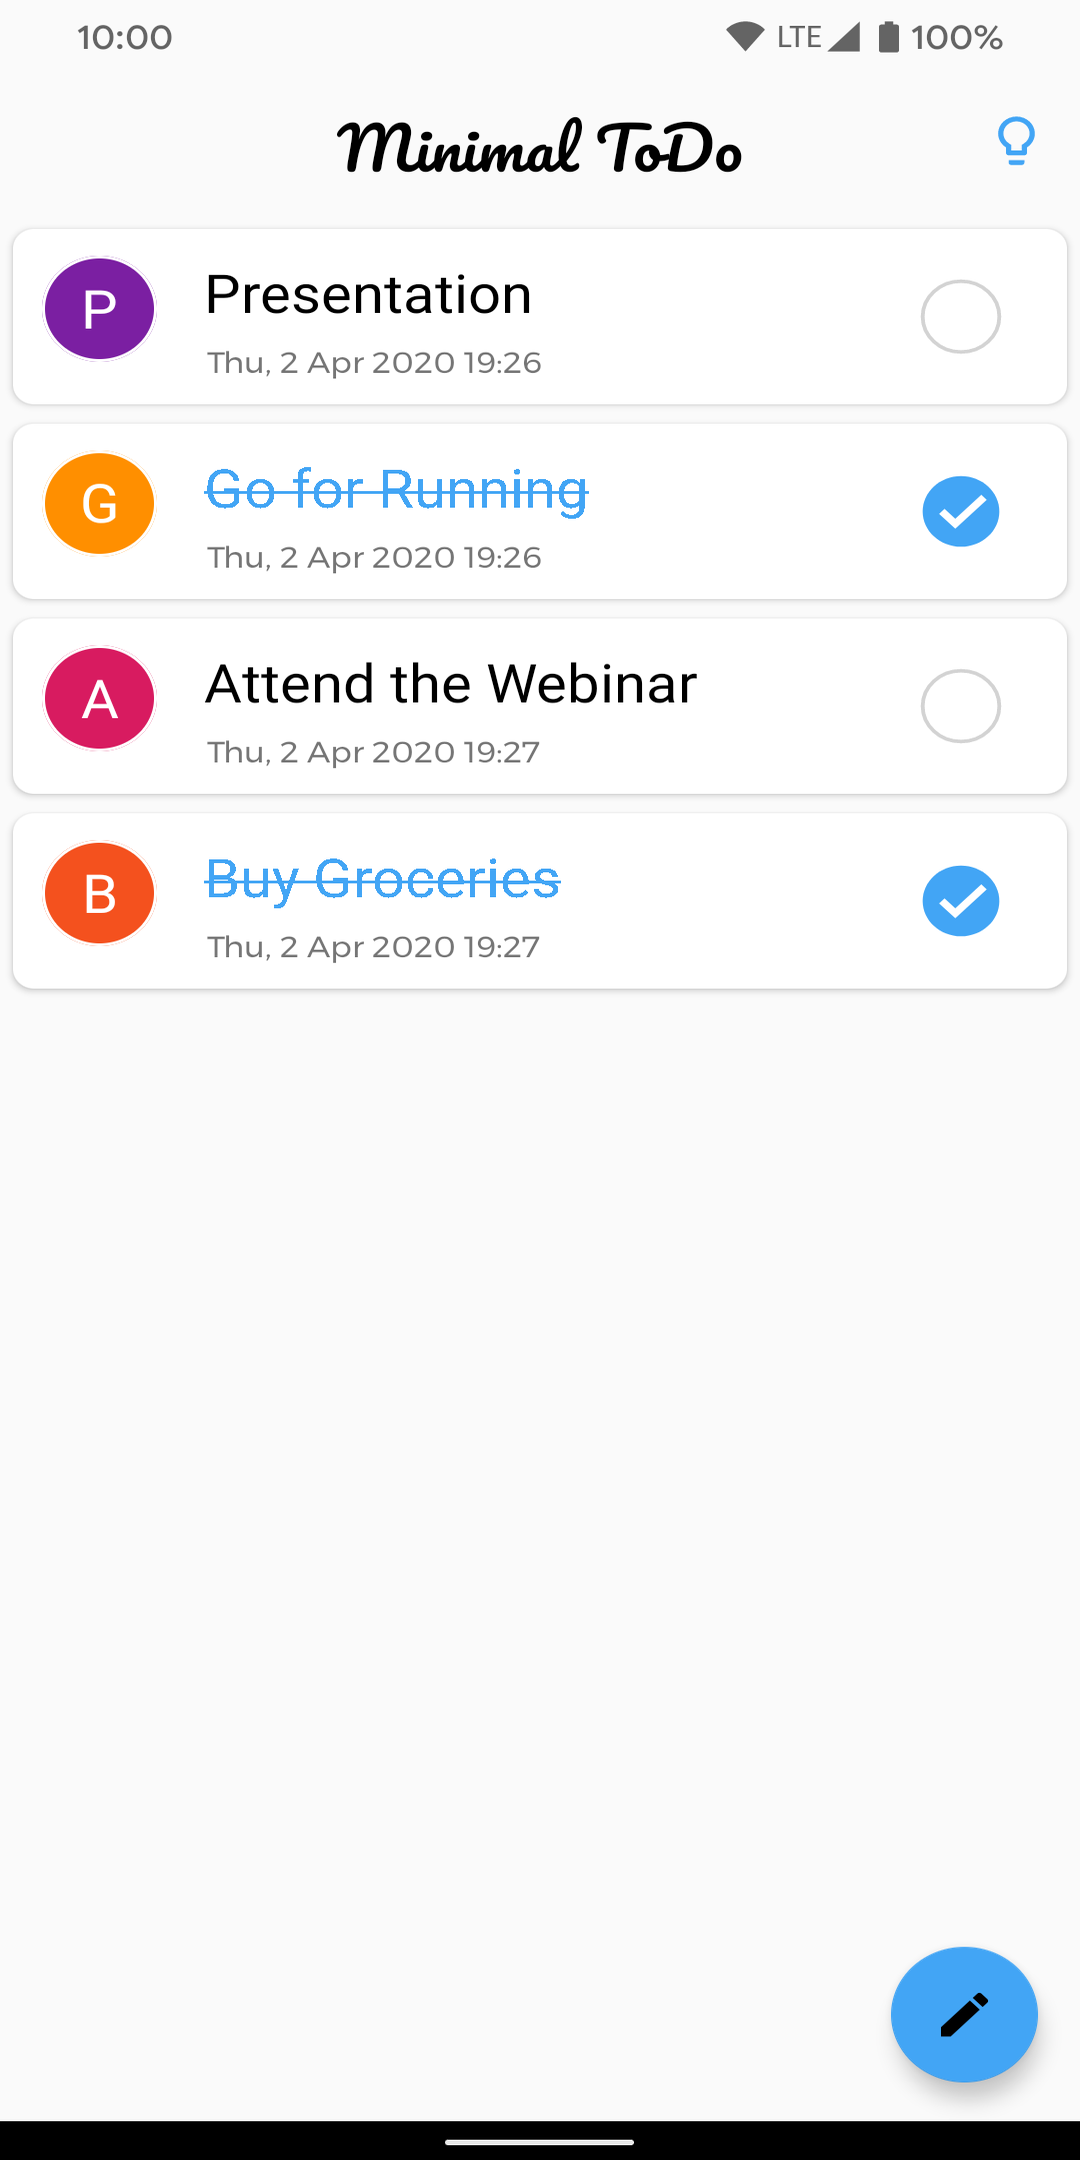 10:00 LTE 100%
Minimal ToDo
P Presentation
Thu, 2 Apr 2020 19:26
G Go for Running
Thu, 2 Apr 2020 19:26
A Attend the Webinar
Thu, 2 Apr 2020 19:27
B Buy Groceries
Thu, 2 Apr 2020 19:27